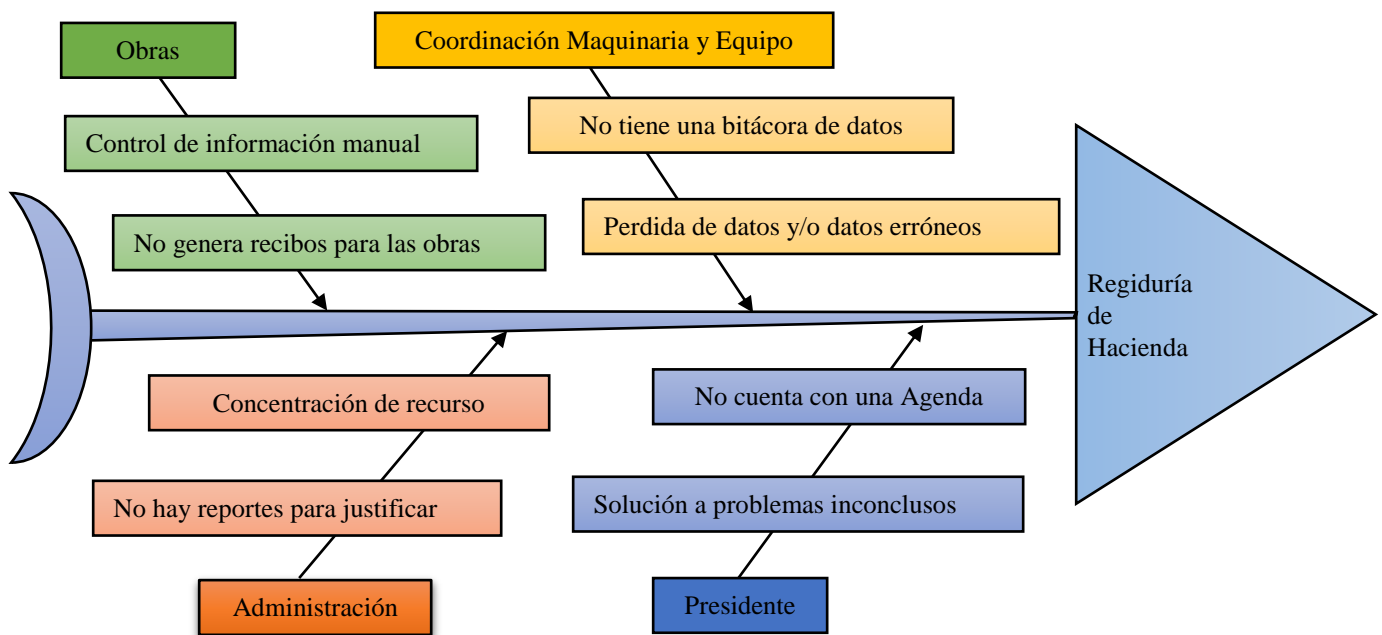 Obras
Coordinación Maquinaria y Equipo
Control de información manual
No tiene una bitácora de datos
No genera recibos para las obras
Perdida de datos y/o datos erróneos
Regiduría
de
Hacienda
Concentración de recurso
No cuenta con una Agenda
No hay reportes para justificar
Solución a problemas inconclusos
Administración
Presidente